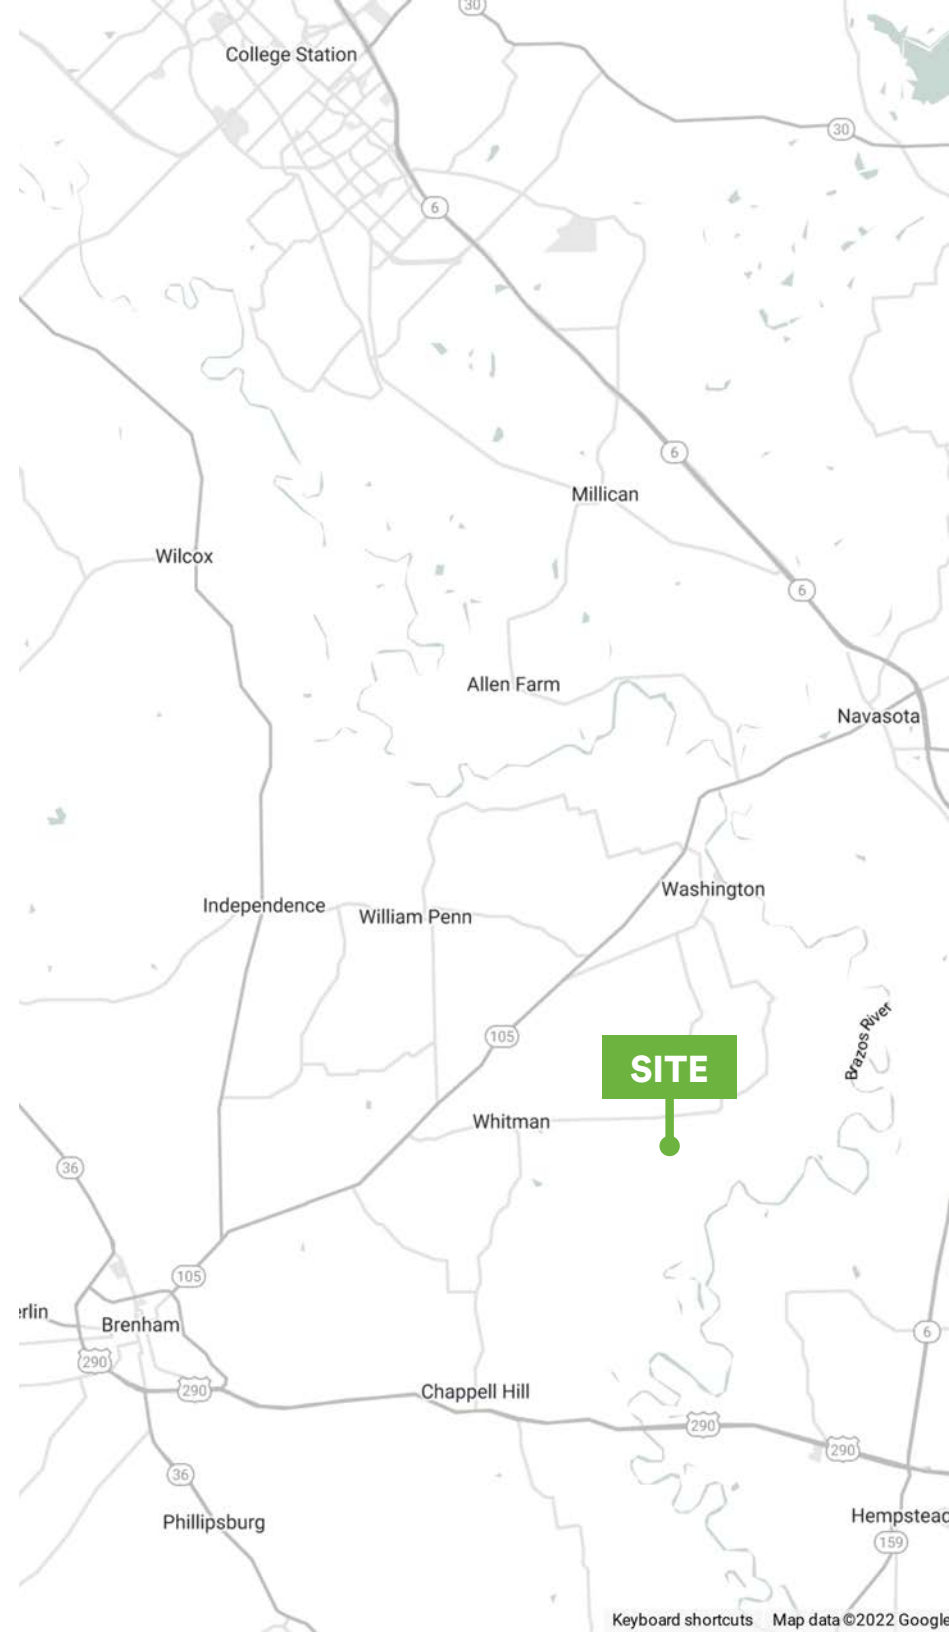 30
College Station
30
6
6
Millican
Wilcox
6
Allen Farm
Navasota
Washington
Independence
William Penn
Brazos River
105
SITE
Whitman
36
105
erlin
Brenham
6
290
290
Chappell Hill
290
290
36
Hempstead
Phillipsburg
159
Keyboard shortcuts Map data ©2022 Google